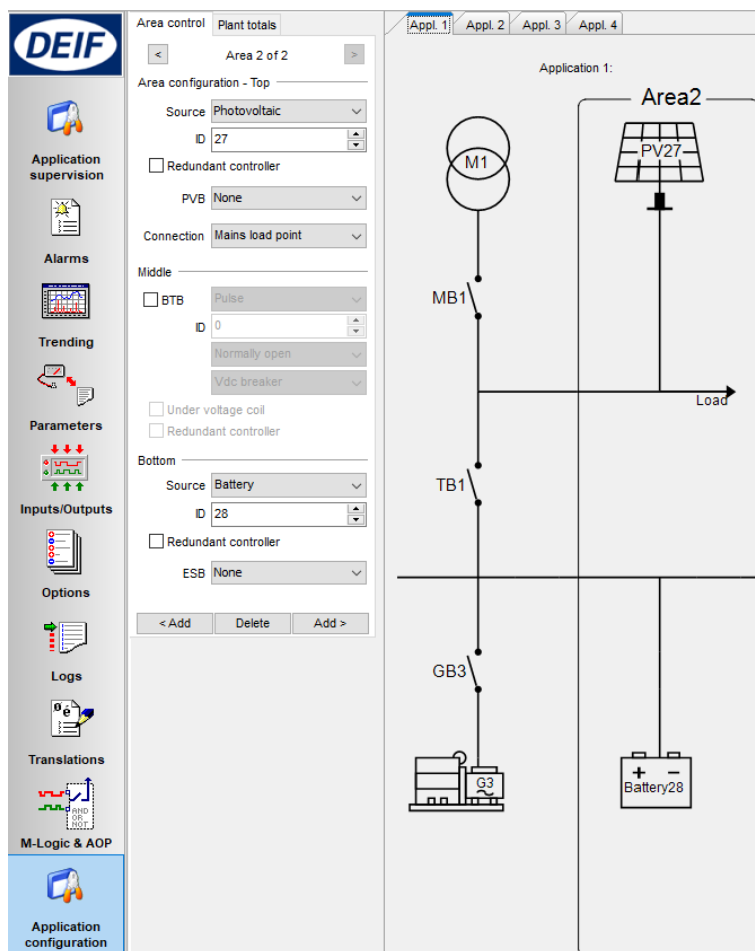 DEIF
Application
supervision
Alarms
Trending
Parameters
Inputs/Outputs
Options
Logs
Translations
AND
OR
NOT
M-Logic & AOP
Application
configuration
Area control
Plant totals
<
Area 2 of 2
>
Area configuration - Top
Source Photovoltaic
ID 27
Redundant controller
PVB None
Connection Mains load point
Middle
BTB Pulse
ID 0
Normally open
Vdc breaker
Under voltage coil
Redundant controller
Bottom
Source Battery
ID 28
Redundant controller
ESB None
< Add
Delete
Add >
Appl. 1
Appl. 2
Appl. 3
Appl. 4
Application 1:
Area2
M1
PV27
MB1
Load
TB1
GB3
G3
Battery28